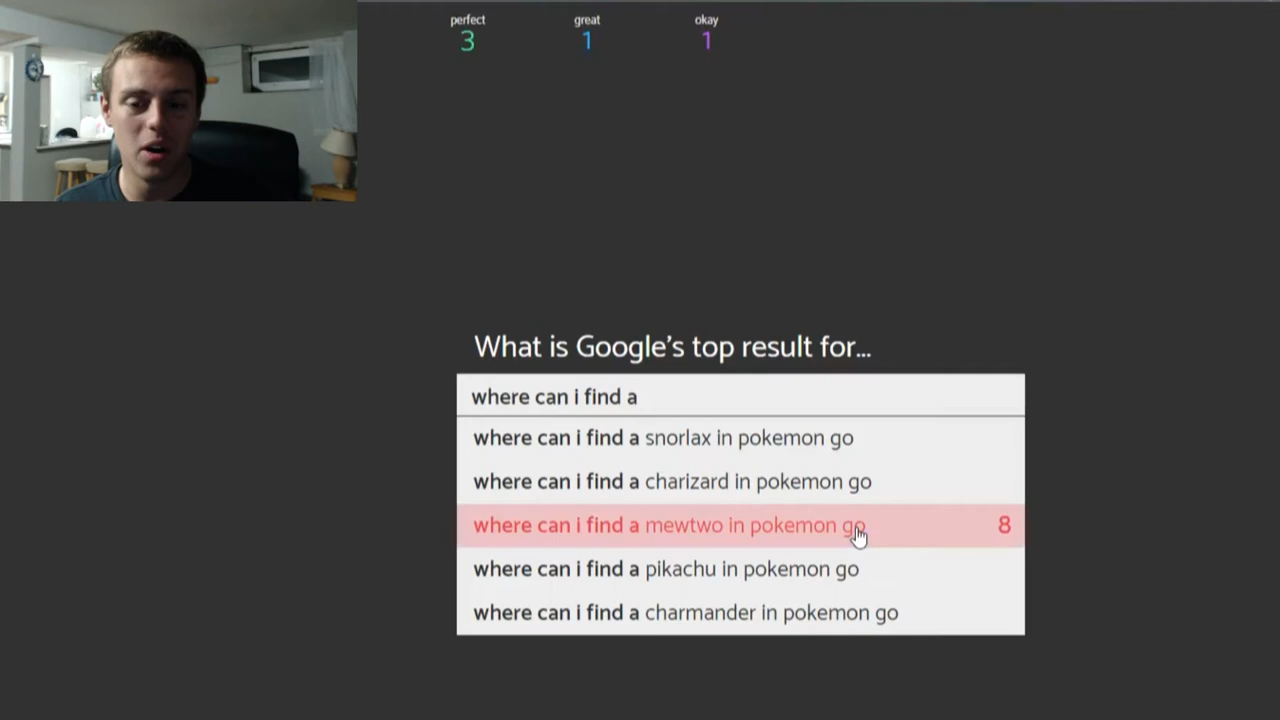 perfect great okay
3 1 1
What is Google's top result for...
where can i find a
where can i find a snorlax in pokemon go
where can i find a charizard in pokemon go
where can i find a mewtwo in pokemon go 8
where can i find a pikachu in pokemon go
where can i find a charmander in pokemon go